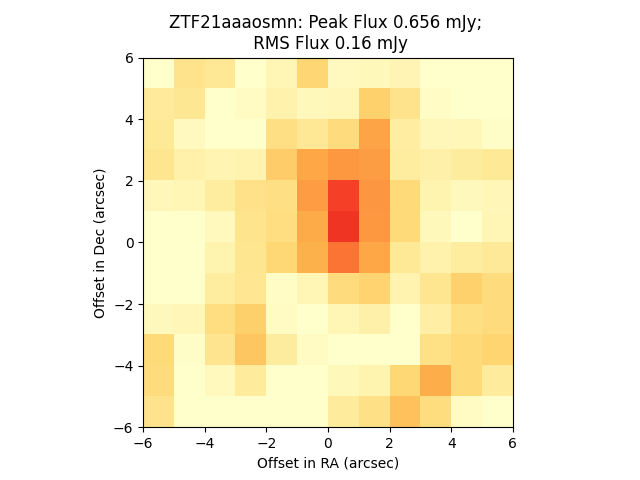 ZTF21aaaosmn: Peak Flux 0.656 mJy;
RMS Flux 0.16 mJy
6
4
2
0
−2
−4
−6
Offset in Dec (arcsec)
−6 −4 −2 0 2 4 6
Offset in RA (arcsec)